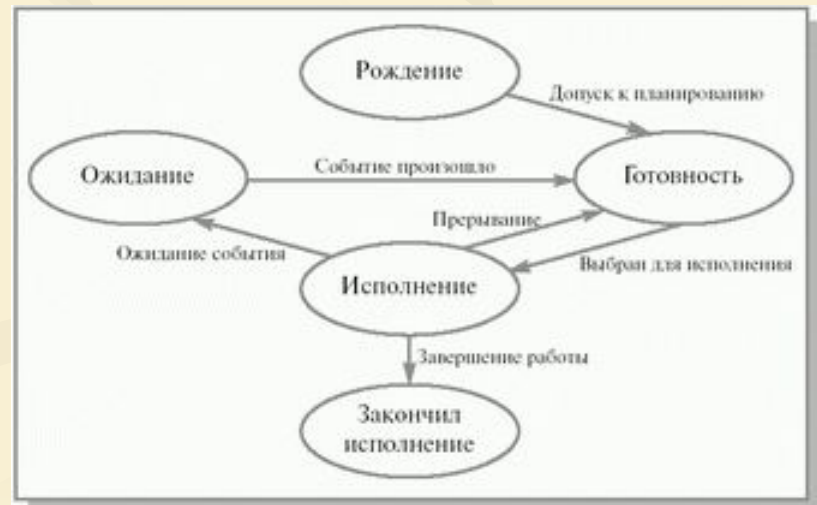 Рождение
Допуск к планированию
Ожидание
Событие произошло
Готовность
Прерывание
Ожидание события
Выбран для исполнения
Исполнение
Завершение работы
Закончил
исполнение